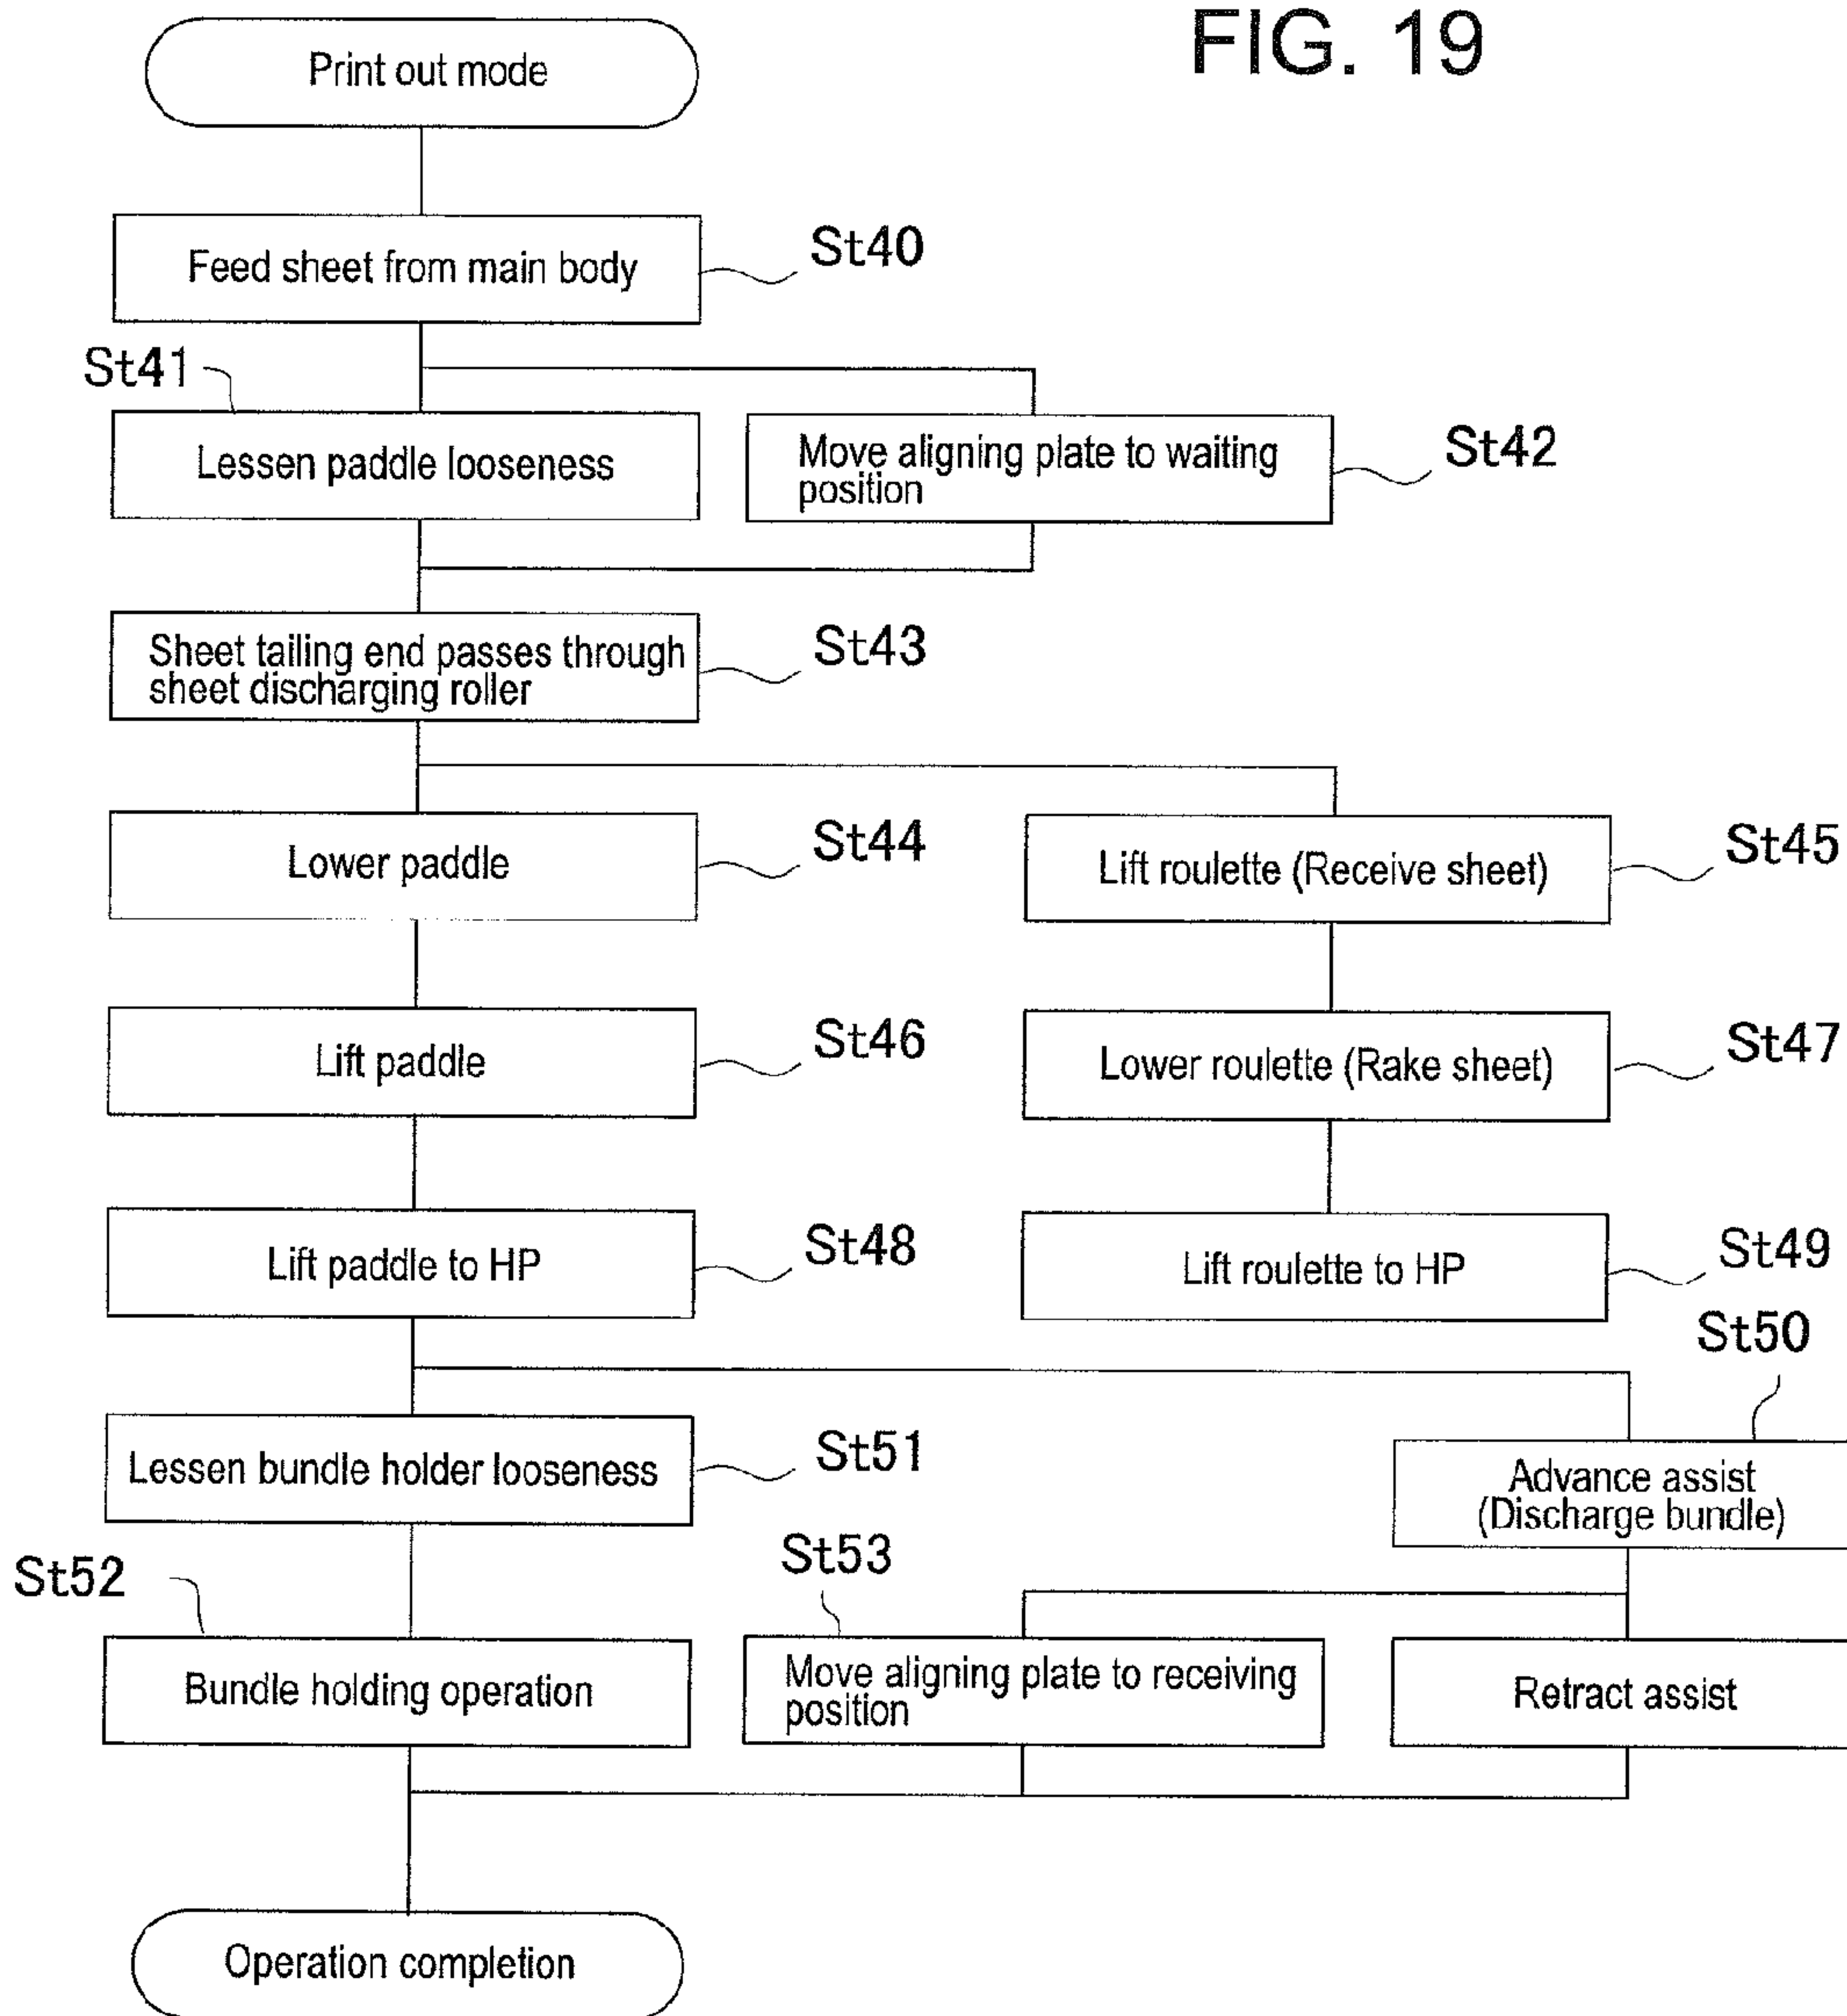 FIG. 19
Print out mode
Feed sheet from main body
St40
St41
Lessen paddle looseness
Move aligning plate to waiting
position
St42
Sheet tailing end passes through
sheet discharging roller
St43
Lower paddle
St44
Lift roulette (Receive sheet)
St45
Lift paddle
St46
Lower roulette (Rake sheet)
St47
Lift paddle to HP
St48
Lift roulette to HP
St49
St50
Lessen bundle holder looseness
St51
Advance assist
(Discharge bundle)
St52
St53
Bundle holding operation
Move aligning plate to receiving
position
Retract assist
Operation completion